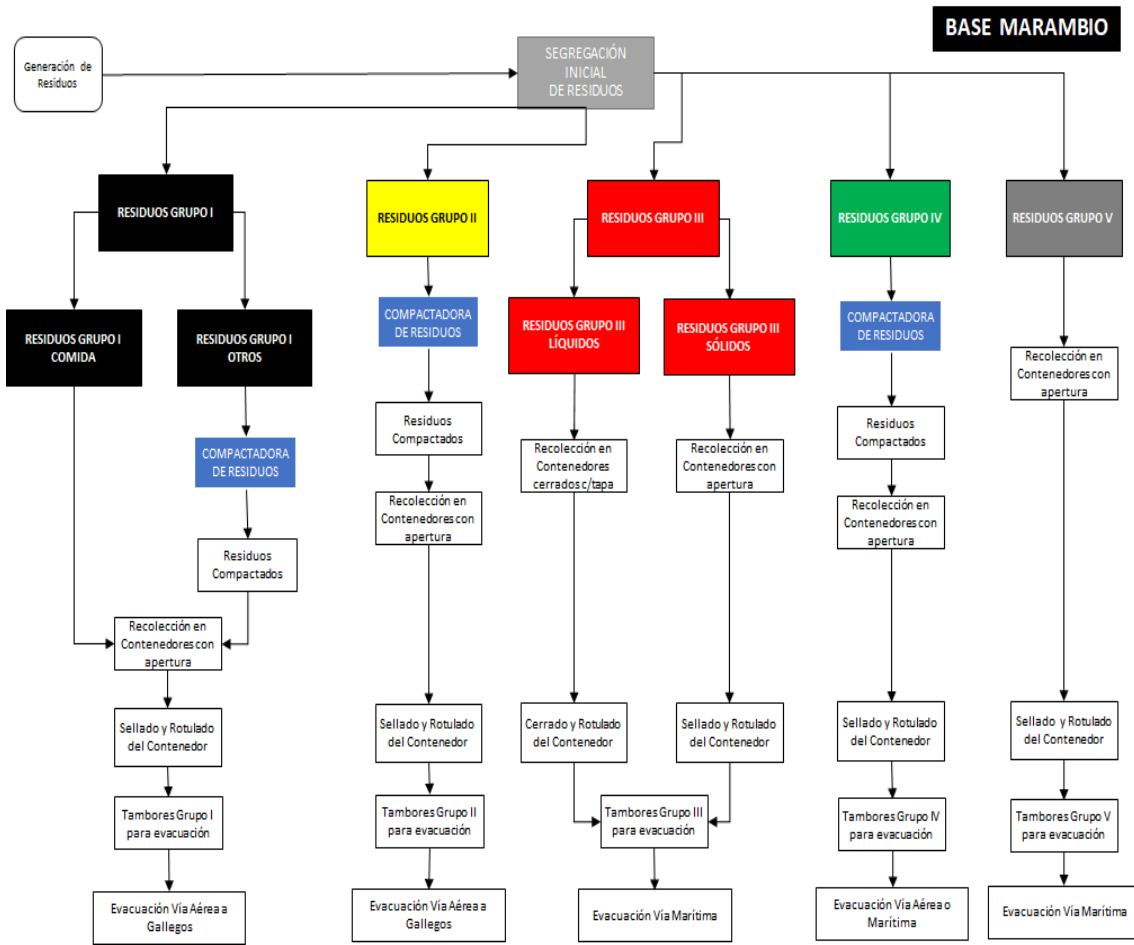 BASE MARAMBIO
Generación de
Residuos
SEGREGACIÓN
INICIAL
DE RESIDUOS
RESIDUOS GRUPO I
RESIDUOS GRUPO II
RESIDUOS GRUPO III
RESIDUOS GRUPO IV
RESIDUOS GRUPO V
RESIDUOS GRUPO I
COMIDA
RESIDUOS GRUPO I
OTROS
COMPACTADORA
DE RESIDUOS
RESIDUOS GRUPO III
LÍQUIDOS
RESIDUOS GRUPO III
SÓLIDOS
COMPACTADORA
DE RESIDUOS
Recolección en
Contenedores con
apertura
Residuos
Compactados
Residuos
Compactados
COMPACTADORA
DE RESIDUOS
Recolección en
Contenedores
cerrados c/tapa
Recolección en
Contenedores con
apertura
Recolección en
Contenedores con
apertura
Recolección en
Contenedores con
apertura
Residuos
Compactados
Recolección en
Contenedores con
apertura
Sellado y Rotulado
del Contenedor
Sellado y Rotulado
del Contenedor
Cerrado y Rotulado
del Contenedor
Sellado y Rotulado
del Contenedor
Sellado y Rotulado
del Contenedor
Sellado y Rotulado
del Contenedor
Tambores Grupo I
para evacuación
Tambores Grupo II
para evacuación
Tambores Grupo III
para evacuación
Tambores Grupo IV
para evacuación
Tambores Grupo V
para evacuación
Evacuación Vía Aérea a
Gallegos
Evacuación Vía Aérea a
Gallegos
Evacuación Vía Marítima
Evacuación Vía Aérea o
Marítima
Evacuación Vía Marítima